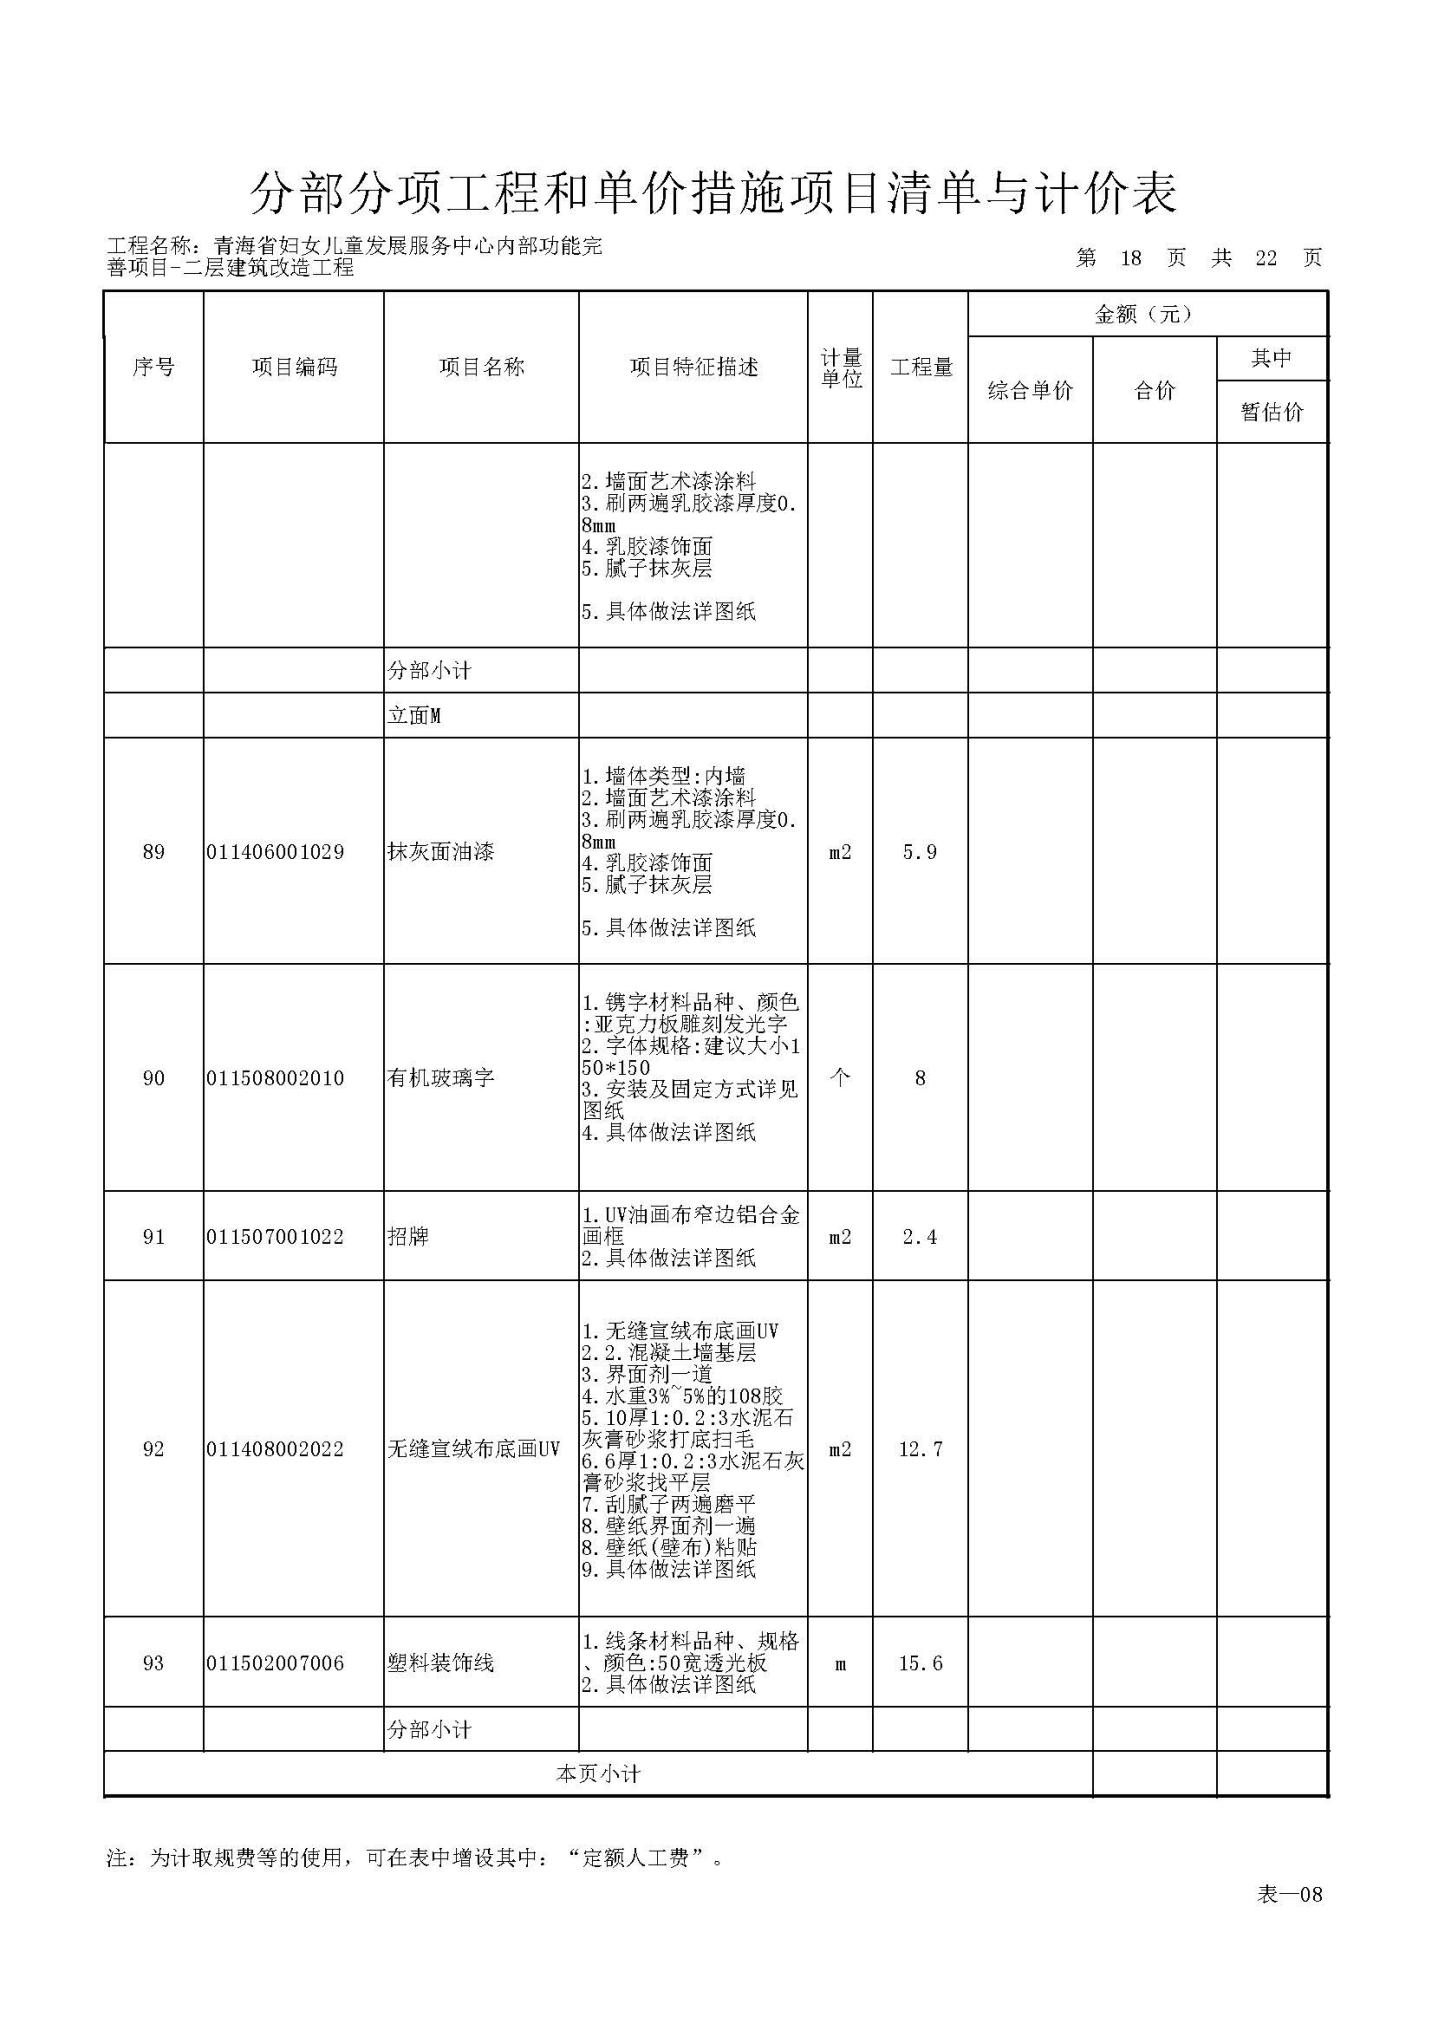 分部分项工程和单价措施项目清单与计价表
工程名称：青海省妇女儿童发展服务中心内部功能完
善项目-二层建筑改造工程
第 18 页 共 22 页
序号
项目编码
项目名称
项目特征描述
计量
单位
工程量
金额（元）
综合单价
合价
其中
暂估价
2.墙面艺术漆涂料
3.刷两遍乳胶漆厚度0.
8mm
4.乳胶漆饰面
5.腻子抹灰层
5.具体做法详图纸
分部小计
立面M
89
011406001029
抹灰面油漆
1.墙体类型:内墙
2.墙面艺术漆涂料
3.刷两遍乳胶漆厚度0.
8mm
4.乳胶漆饰面
5.腻子抹灰层
5.具体做法详图纸
m2
5.9
90
011508002010
有机玻璃字
1.镌字材料品种、颜色
:亚克力板雕刻发光字
2.字体规格:建议大小1
50*150
3.安装及固定方式详见
图纸
4.具体做法详图纸
个
8
91
011507001022
招牌
1.UV油画布窄边铝合金
画框
2.具体做法详图纸
m2
2.4
92
011408002022
无缝宣绒布底画UV
1.无缝宣绒布底画UV
2.2.混凝土墙基层
3.界面剂一道
4.水重3%~5%的108胶
5.10厚1:0.2:3水泥石
灰膏砂浆打底扫毛
6.6厚1:0.2:3水泥石灰
膏砂浆找平层
7.刮腻子两遍磨平
8.壁纸界面剂一遍
8.壁纸(壁布)粘贴
9.具体做法详图纸
m2
12.7
93
011502007006
塑料装饰线
1.线条材料品种、规格
、颜色:50宽透光板
2.具体做法详图纸
m
15.6
分部小计
本页小计
注：为计取规费等的使用，可在表中增设其中：“定额人工费”。
表—08